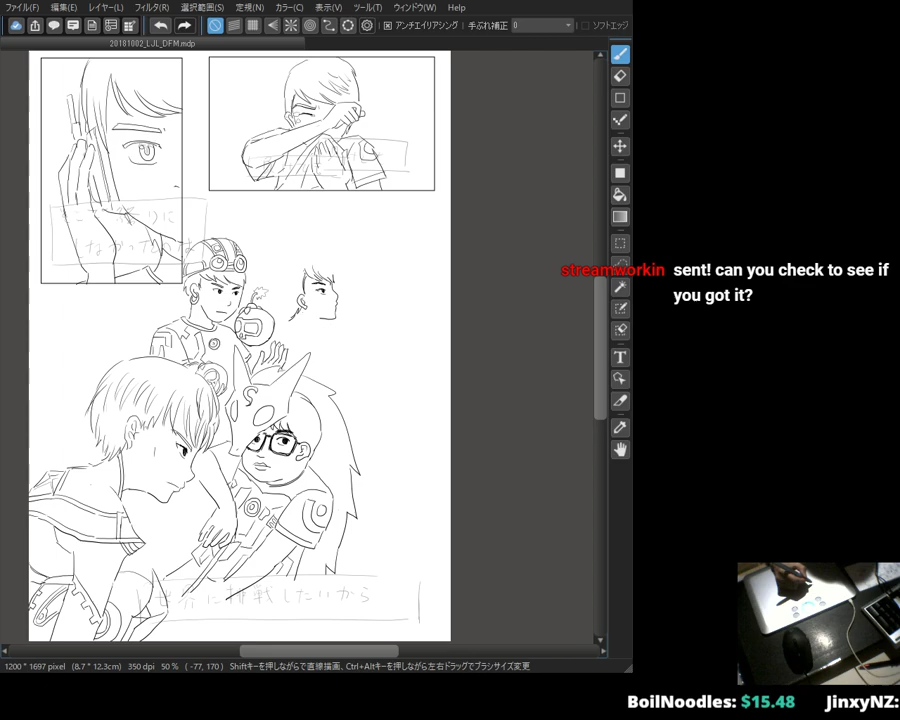 ファイル(F) 編集(E) レイヤー(L) フィルタ(R) 選択範囲(S) 定規(N) カラー(C) 表示(V) ツール(T) ウィンドウ(W) Help
アンチエイリアシング 手ぶれ補正 0 ソフトエッジ
20181002_LJL_DFM.mdp
しなかったのは
streamworkin sent! can you check to see if
you got it?
世界に挑戦したいから
1200 * 1697 pixel (8.7 * 12.3cm) 350 dpi 50 % ( -77, 170 ) Shiftキーを押しながらで直線描画、Ctrl+Altキーを押しながら左右ドラッグでブラシサイズ変更
BoilNoodles: $15.48 JinxyNZ: